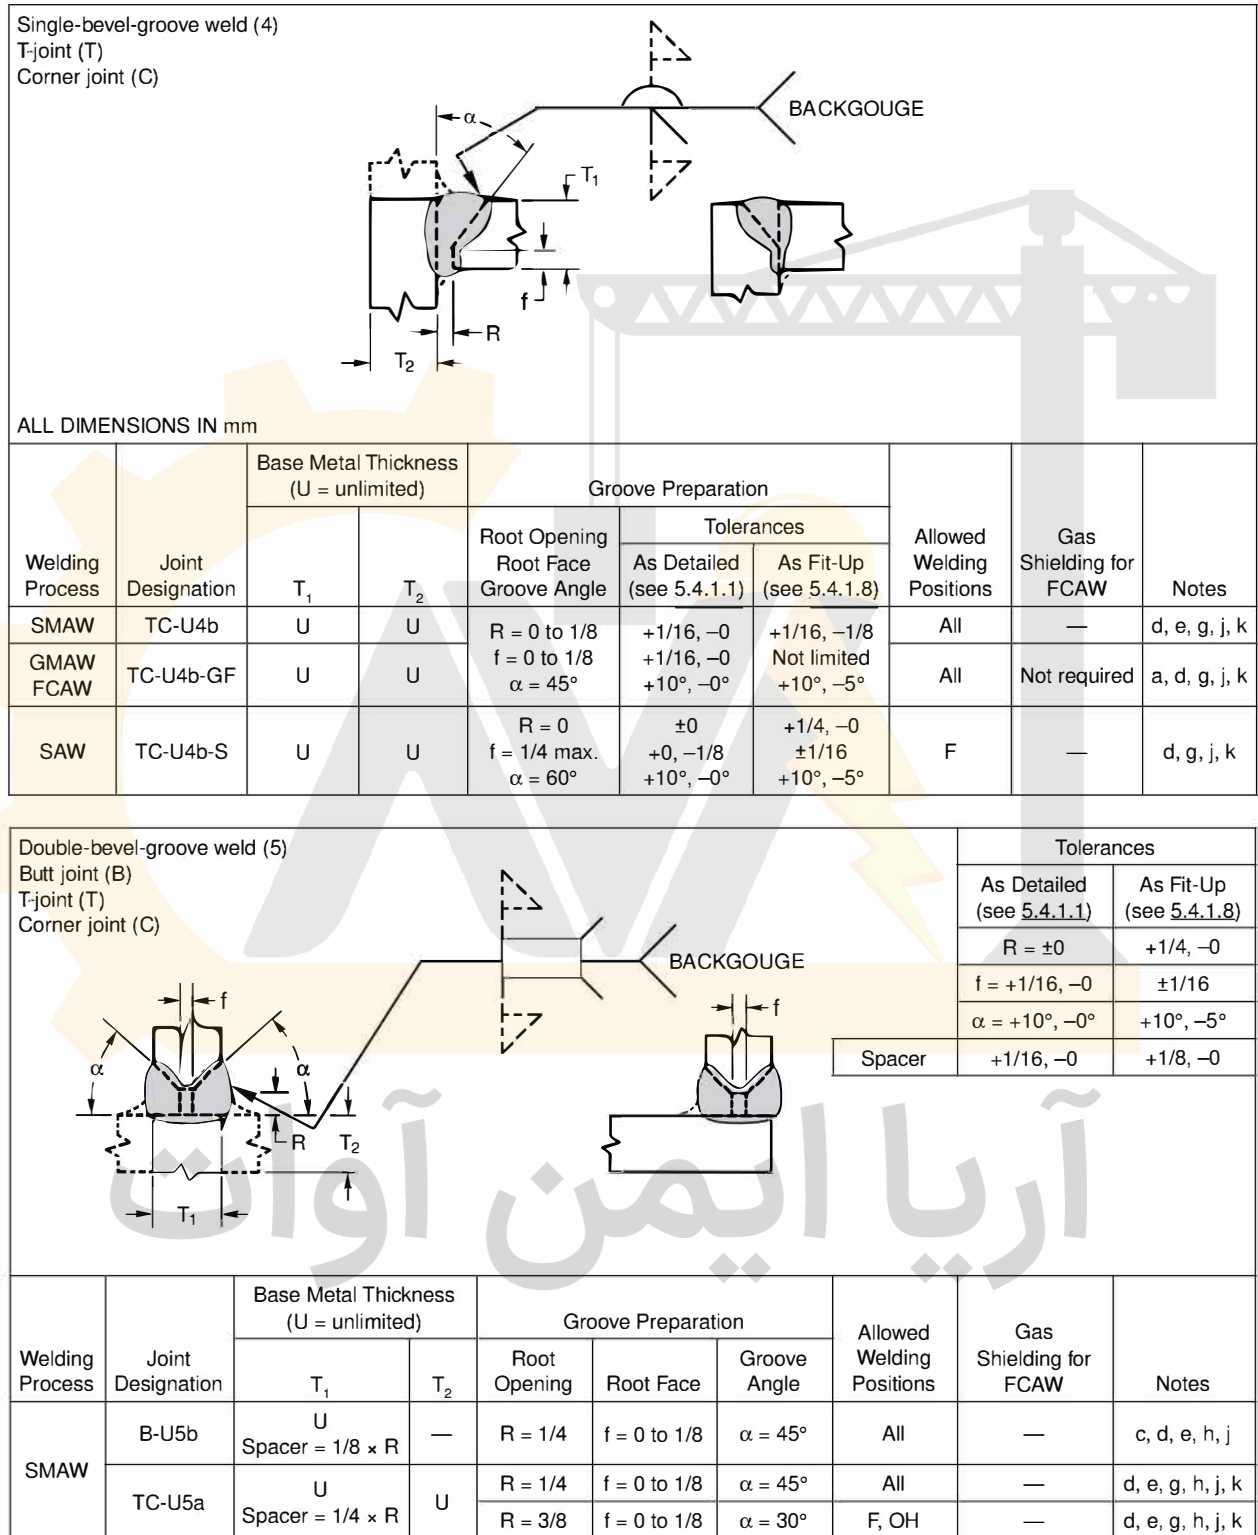 Single-bevel-groove weld (4)
T-joint (T)
Corner joint (C)
α
BACKGOUGE
T1
f
R
T2
ALL DIMENSIONS IN mm
Welding Process
Joint Designation
Base Metal Thickness
(U = unlimited)
T1
T2
Groove Preparation
Root Opening
Root Face
Groove Angle
Tolerances
As Detailed
(see 5.4.1.1)
As Fit-Up
(see 5.4.1.8)
Allowed
Welding
Positions
Gas
Shielding for
FCAW
Notes
SMAW TC-U4b U U R = 0 to 1/8 +1/16, –0 +1/16, –1/8 All — d, e, g, j, k
f = 0 to 1/8 +1/16, –0 Not limited
α = 45° +10°, –0° +10°, –5°
GMAW
FCAW
TC-U4b-GF U U All Not required a, d, g, j, k
R = 0 ±0 +1/4, –0
SAW TC-U4b-S U U f = 1/4 max. +0, –1/8 ±1/16 F — d, g, j, k
α = 60° +10°, –0° +10°, –5°
Double-bevel-groove weld (5)
Butt joint (B)
T-joint (T)
Corner joint (C)
BACKGOUGE
f
α
α
R
T2
T1
f
Tolerances
As Detailed
(see 5.4.1.1)
As Fit-Up
(see 5.4.1.8)
R = ±0 +1/4, –0
f = +1/16, –0 ±1/16
α = +10°, –0° +10°, –5°
Spacer +1/16, –0 +1/8, –0
آریا ایمن آوات
Welding
Process
Joint
Designation
Base Metal Thickness
(U = unlimited)
T1
T2
Groove Preparation
Root
Opening
Root Face
Groove
Angle
Allowed
Welding
Positions
Gas
Shielding for
FCAW
Notes
SMAW
B-U5b
U
Spacer = 1/8 × R
— R = 1/4 f = 0 to 1/8 α = 45° All — c, d, e, h, j
TC-U5a
U
Spacer = 1/4 × R
U
R = 1/4 f = 0 to 1/8 α = 45° All — d, e, g, h, j, k
R = 3/8 f = 0 to 1/8 α = 30° F, OH — d, e, g, h, j, k